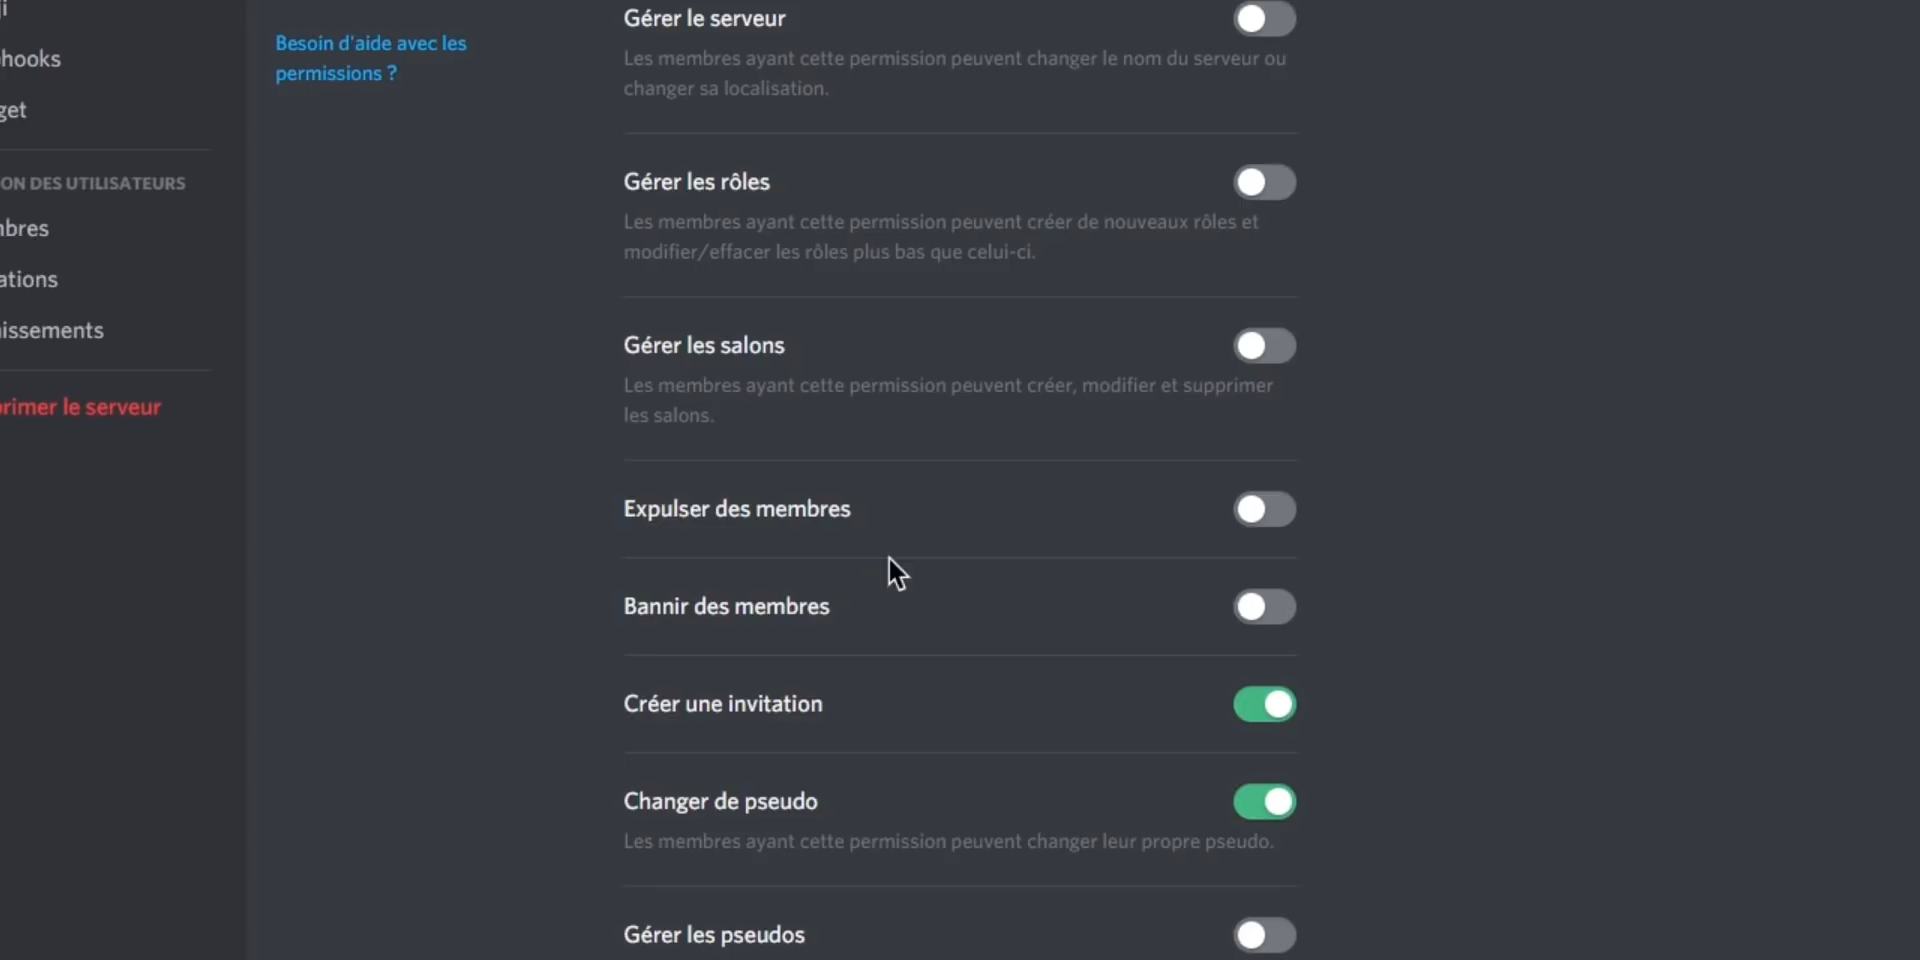 hooks
get
ON DES UTILISATEURS
bres
ations
issements
rimer le serveur
Besoin d'aide avec les
permissions ?
Gérer le serveur
Les membres ayant cette permission peuvent changer le nom du serveur ou
changer sa localisation.
Gérer les rôles
Les membres ayant cette permission peuvent créer de nouveaux rôles et
modifier/effacer les rôles plus bas que celui-ci.
Gérer les salons
Les membres ayant cette permission peuvent créer, modifier et supprimer
les salons.
Expulser des membres
Bannir des membres
Créer une invitation
Changer de pseudo
Les membres ayant cette permission peuvent changer leur propre pseudo.
Gérer les pseudos